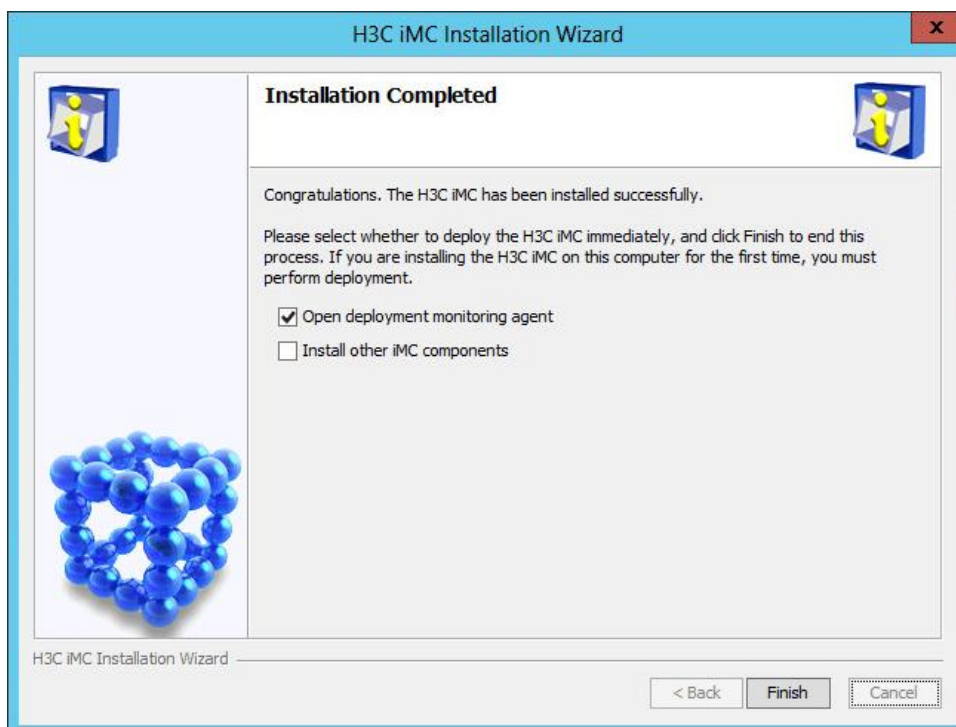 H3C iMC Installation Wizard
x
Installation Completed
Congratulations. The H3C iMC has been installed successfully.
Please select whether to deploy the H3C iMC immediately, and click Finish to end this
process. If you are installing the H3C iMC on this computer for the first time, you must
perform deployment.
Open deployment monitoring agent
Install other iMC components
H3C iMC Installation Wizard
< Back Finish Cancel